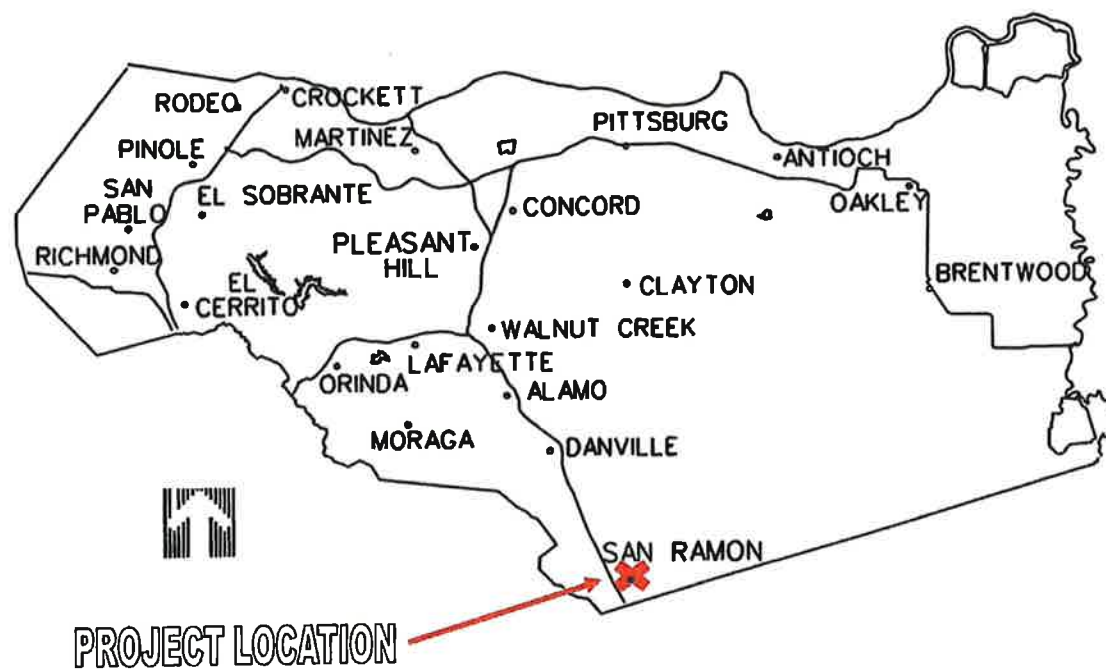 RODEO
CROCKETT
PINOLE
MARTINEZ
PITTSBURG
ANTIOCH
SAN
PABLO
EL SOBRANTE
CONCORD
OAKLEY
RICHMOND
PLEASANT
HILL
EL
CERRITO
CLAYTON
BRENTWOOD
WALNUT CREEK
LAFAYETTE
ORINDA
ALAMO
MORAGA
DANVILLE
SAN RAMON
PROJECT LOCATION